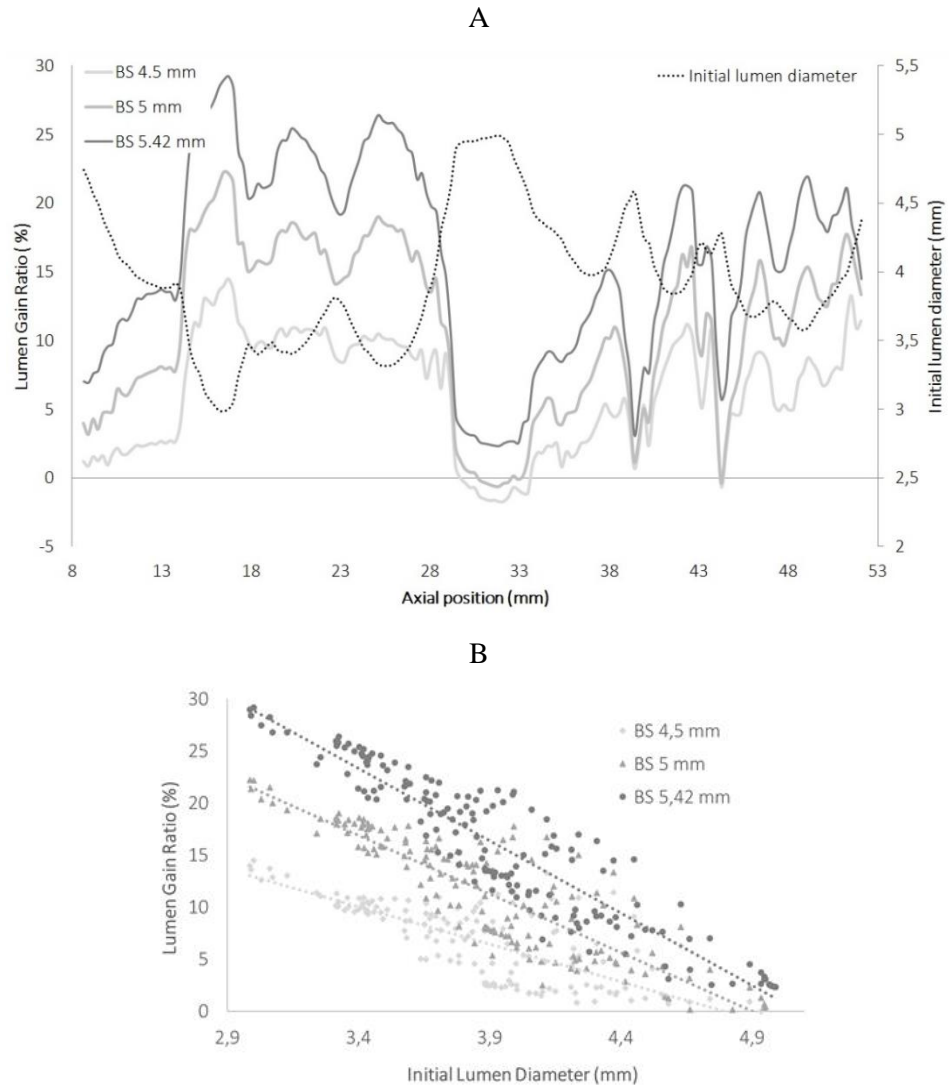 A
30
25
20
15
10
5
0
-5
Lumen Gain Ratio (%)
BS 4.5 mm
BS 5 mm
BS 5.42 mm
Initial lumen diameter
5,5
5
4,5
4
3,5
3
2,5
2
Initial lumen diameter (mm)
8 13 18 23 28 33 38 43 48 53
Axial position (mm)
B
30
25
20
15
10
5
0
Lumen Gain Ratio (%)
BS 4,5 mm
BS 5 mm
BS 5,42 mm
2,9 3,4 3,9 4,4 4,9
Initial Lumen Diameter (mm)